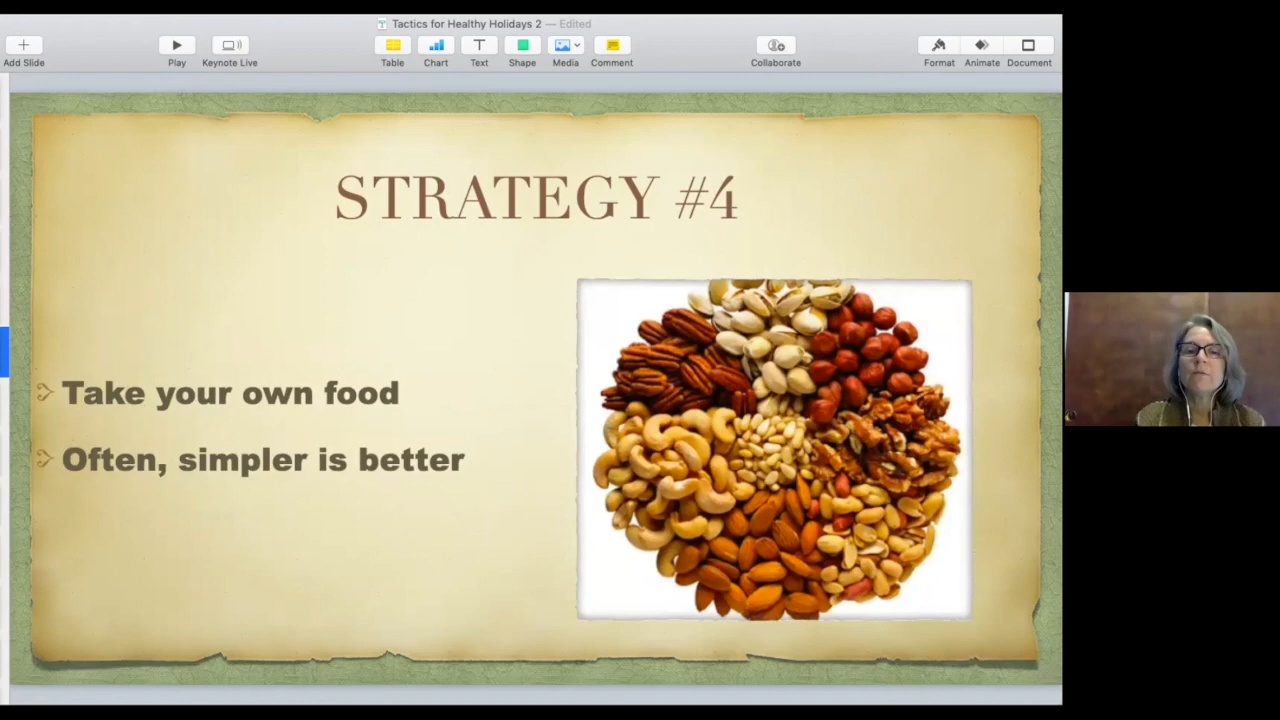 Tactics for Healthy Holidays 2 — Edited
Add Slide
Play
Keynote Live
Table
Chart
Text
Shape
Media
Comment
Collaborate
Format
Animate
Document
STRATEGY #4
Take your own food
Often, simpler is better